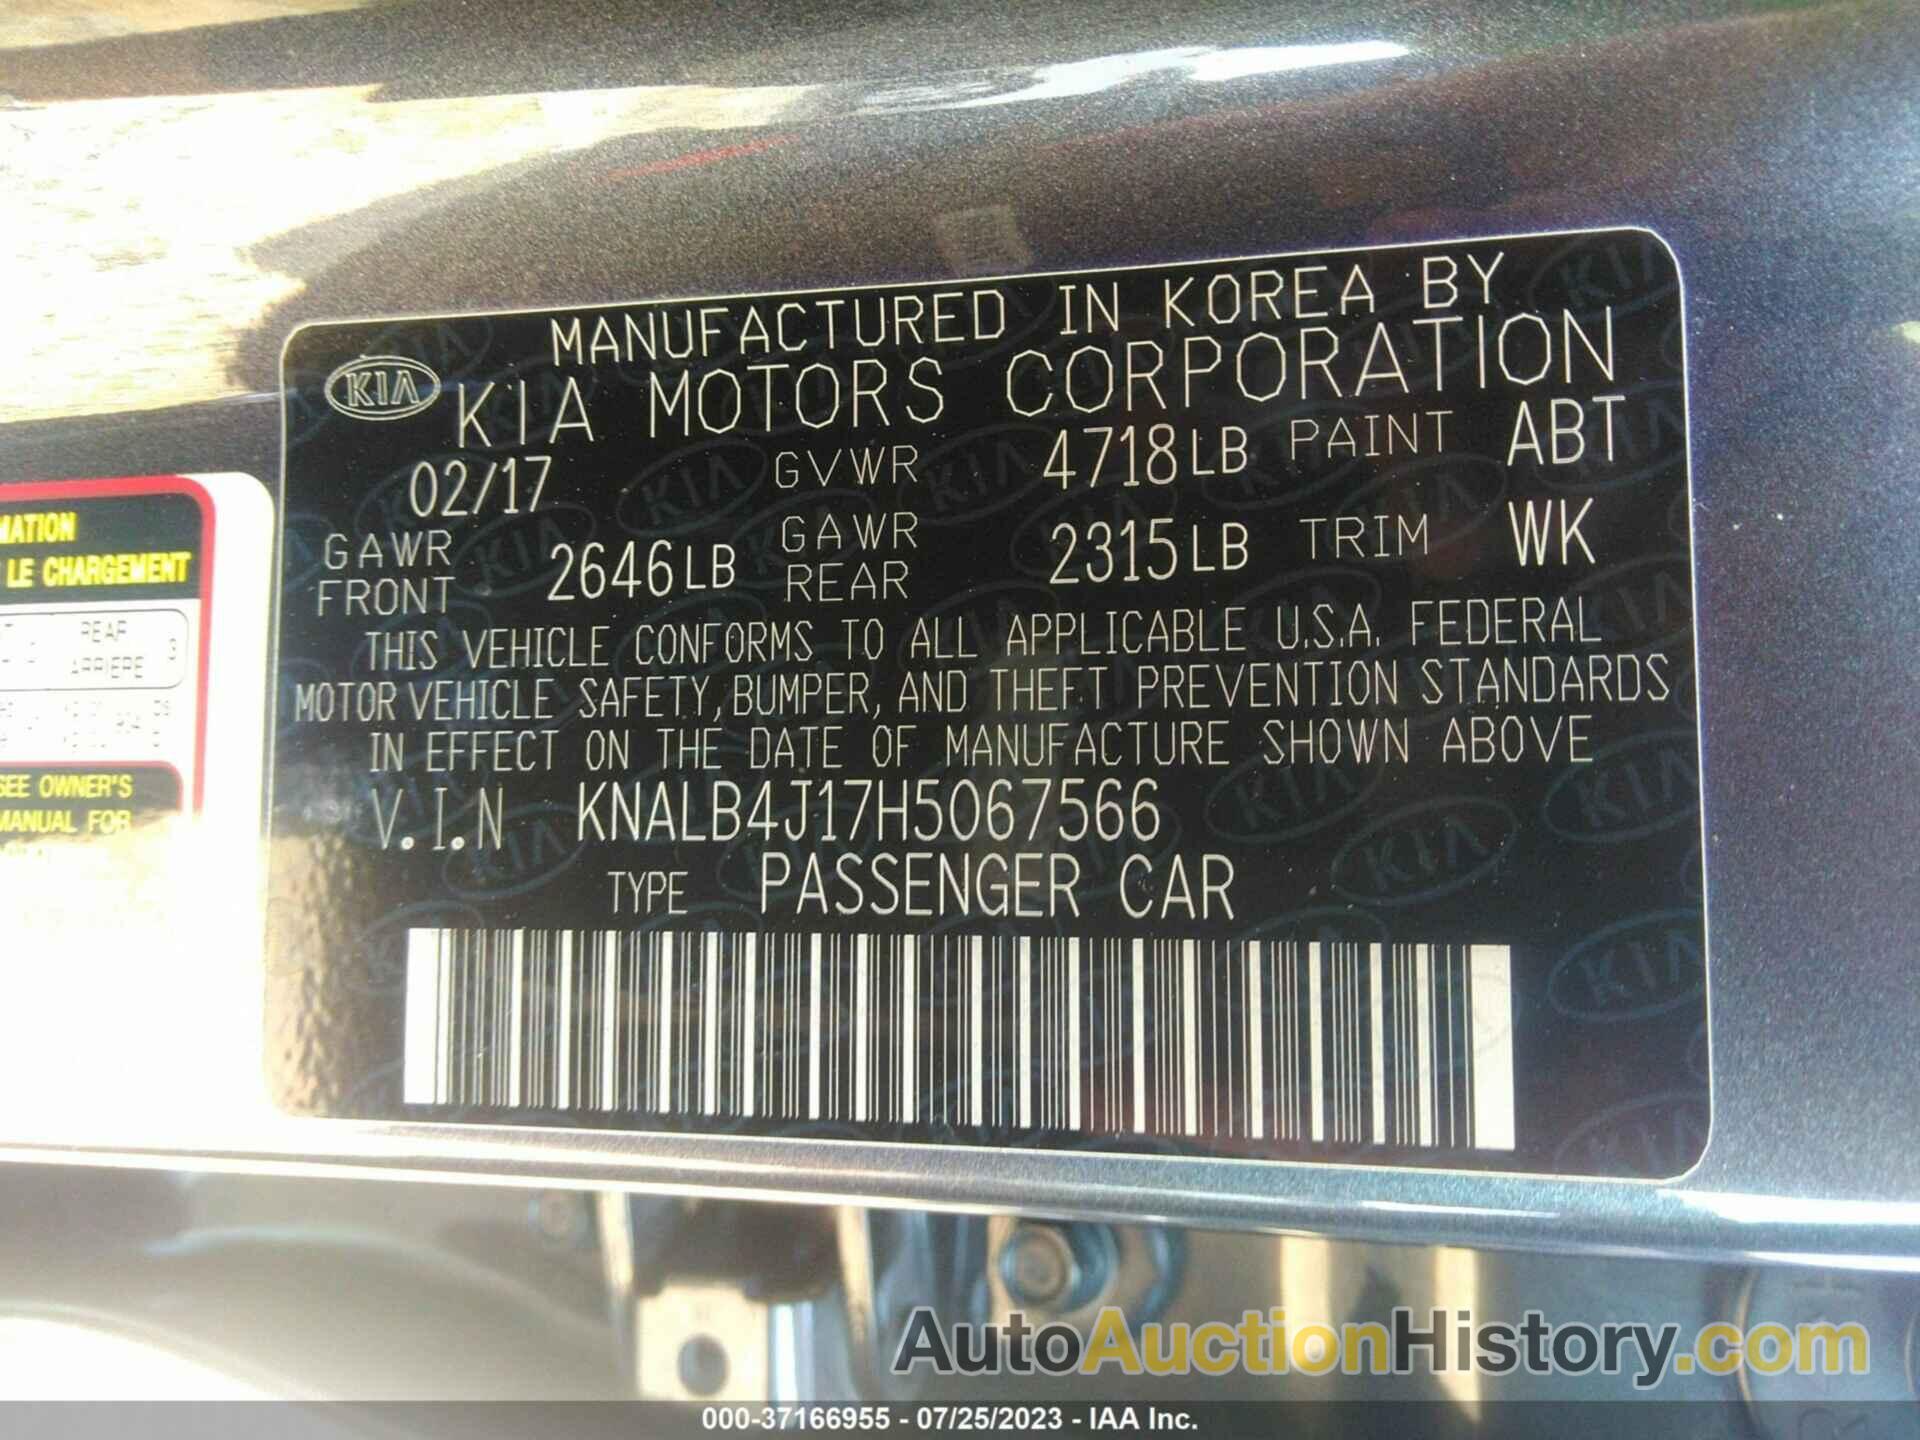 MANUFACTURED IN KOREA BY
KIA KIA MOTORS CORPORATION
02/17 GVWR 4718LB PAINT ABT
GAWR FRONT 2646LB GAWR REAR 2315LB TRIM WK
THIS VEHICLE CONFORMS TO ALL APPLICABLE U.S.A. FEDERAL
MOTOR VEHICLE SAFETY, BUMPER, AND THEFT PREVENTION STANDARDS
IN EFFECT ON THE DATE OF MANUFACTURE SHOWN ABOVE
V.I.N KNALB4J17H5067566
TYPE PASSENGER CAR
LE CHARGEMENT
REAR
ARRIERE 3
SEE OWNER'S
MANUAL FOR
AutoAuctionHistory.com
000-37166955 - 07/25/2023 - IAA Inc.